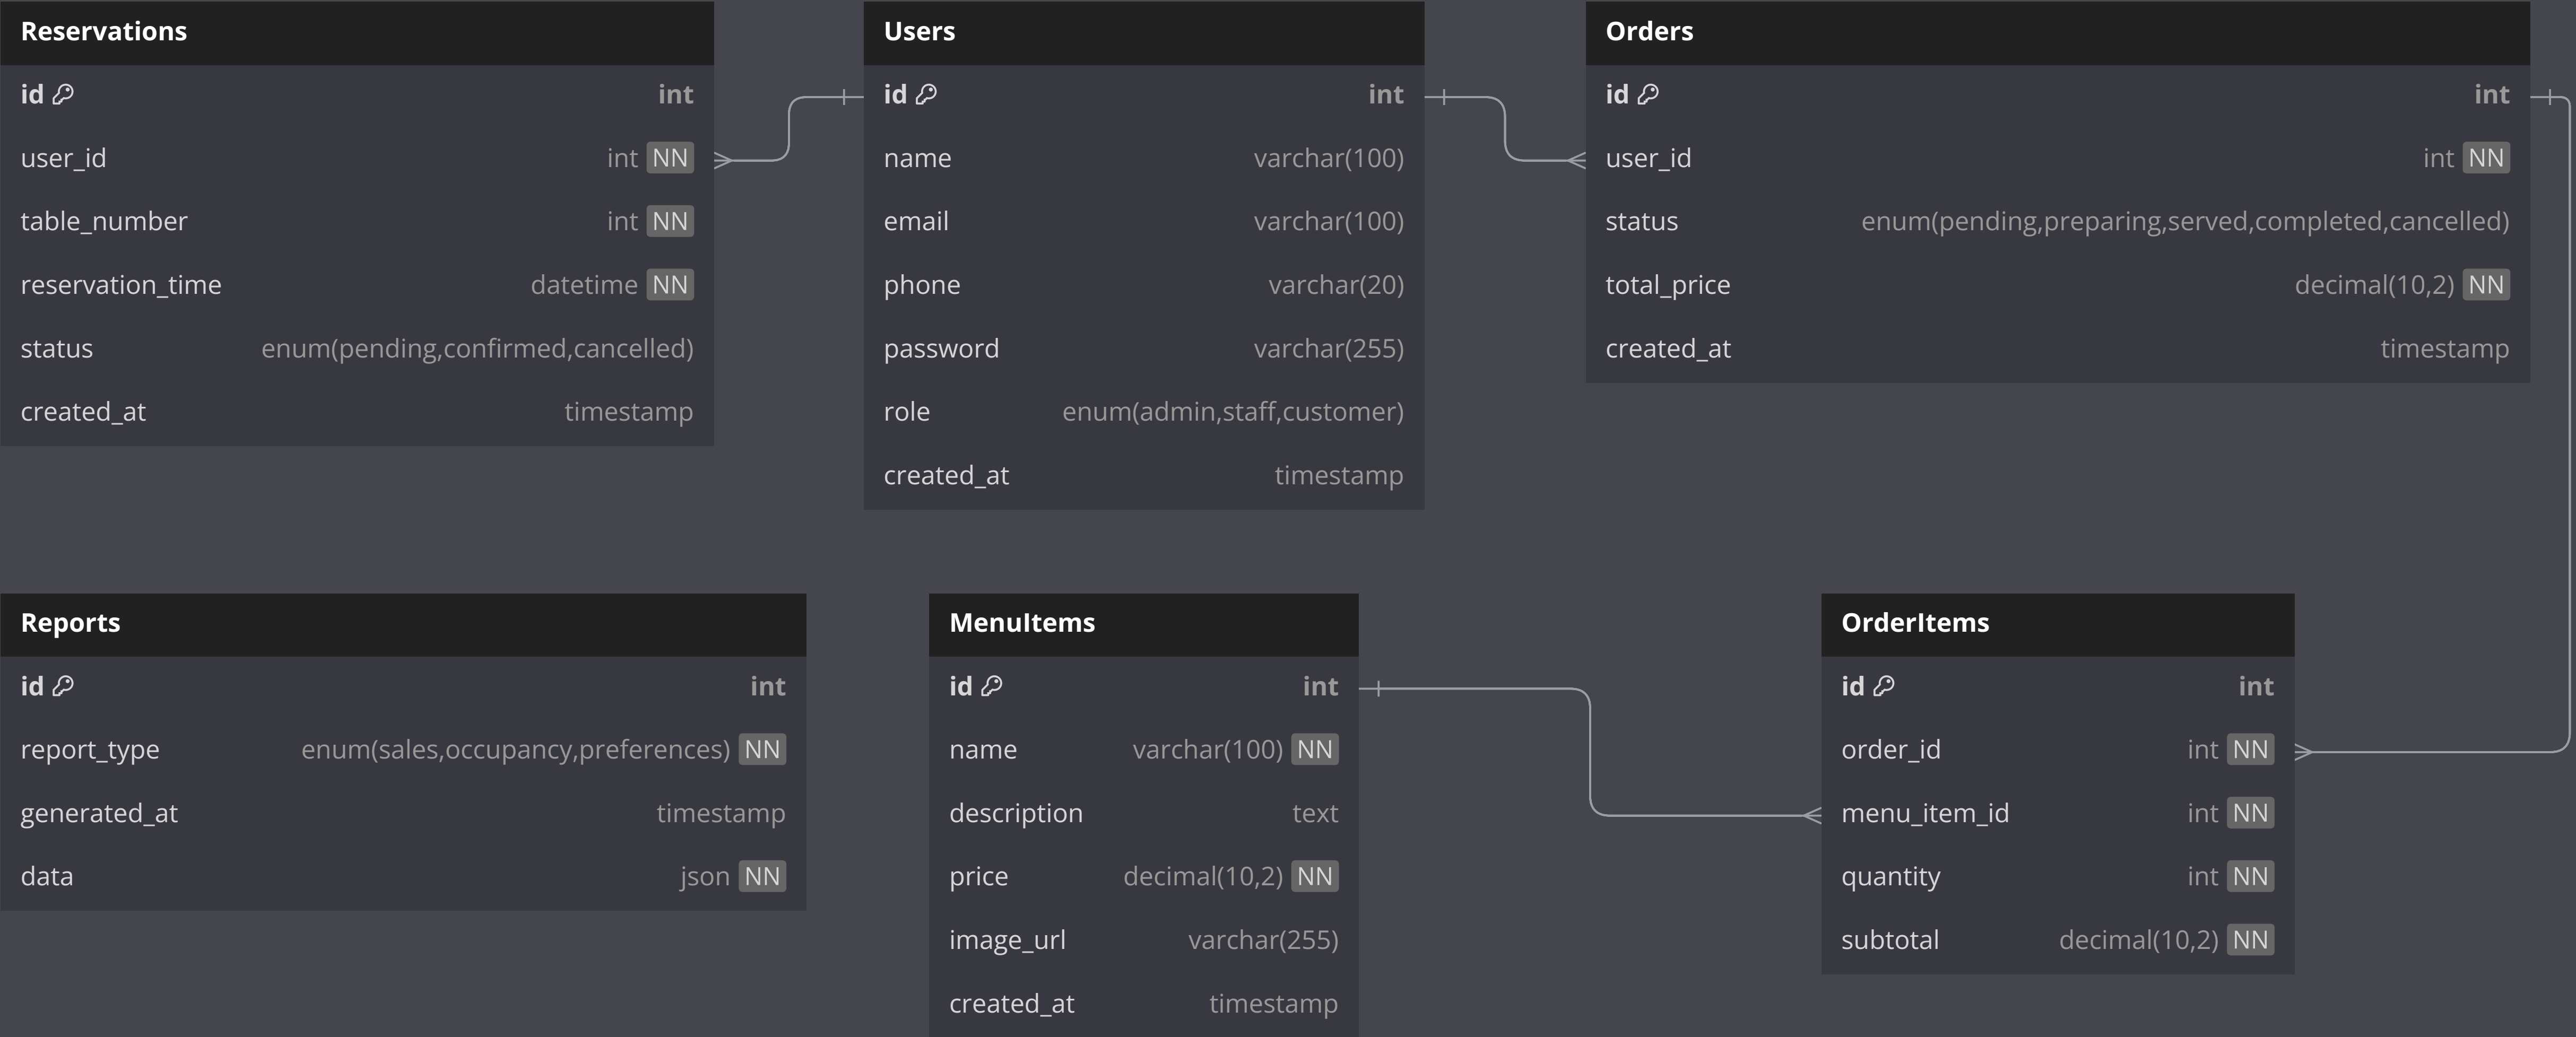 Reservations
id int
user_id int NN
table_number int NN
reservation_time datetime NN
status enum(pending,confirmed,cancelled)
created_at timestamp
Users
id int
name varchar(100)
email varchar(100)
phone varchar(20)
password varchar(255)
role enum(admin,staff,customer)
created_at timestamp
Orders
id int
user_id int NN
status enum(pending,preparing,served,completed,cancelled)
total_price decimal(10,2) NN
created_at timestamp
Reports
id int
report_type enum(sales,occupancy,preferences) NN
generated_at timestamp
data json NN
MenuItems
id int
name varchar(100) NN
description text
price decimal(10,2) NN
image_url varchar(255)
created_at timestamp
OrderItems
id int
order_id int NN
menu_item_id int NN
quantity int NN
subtotal decimal(10,2) NN